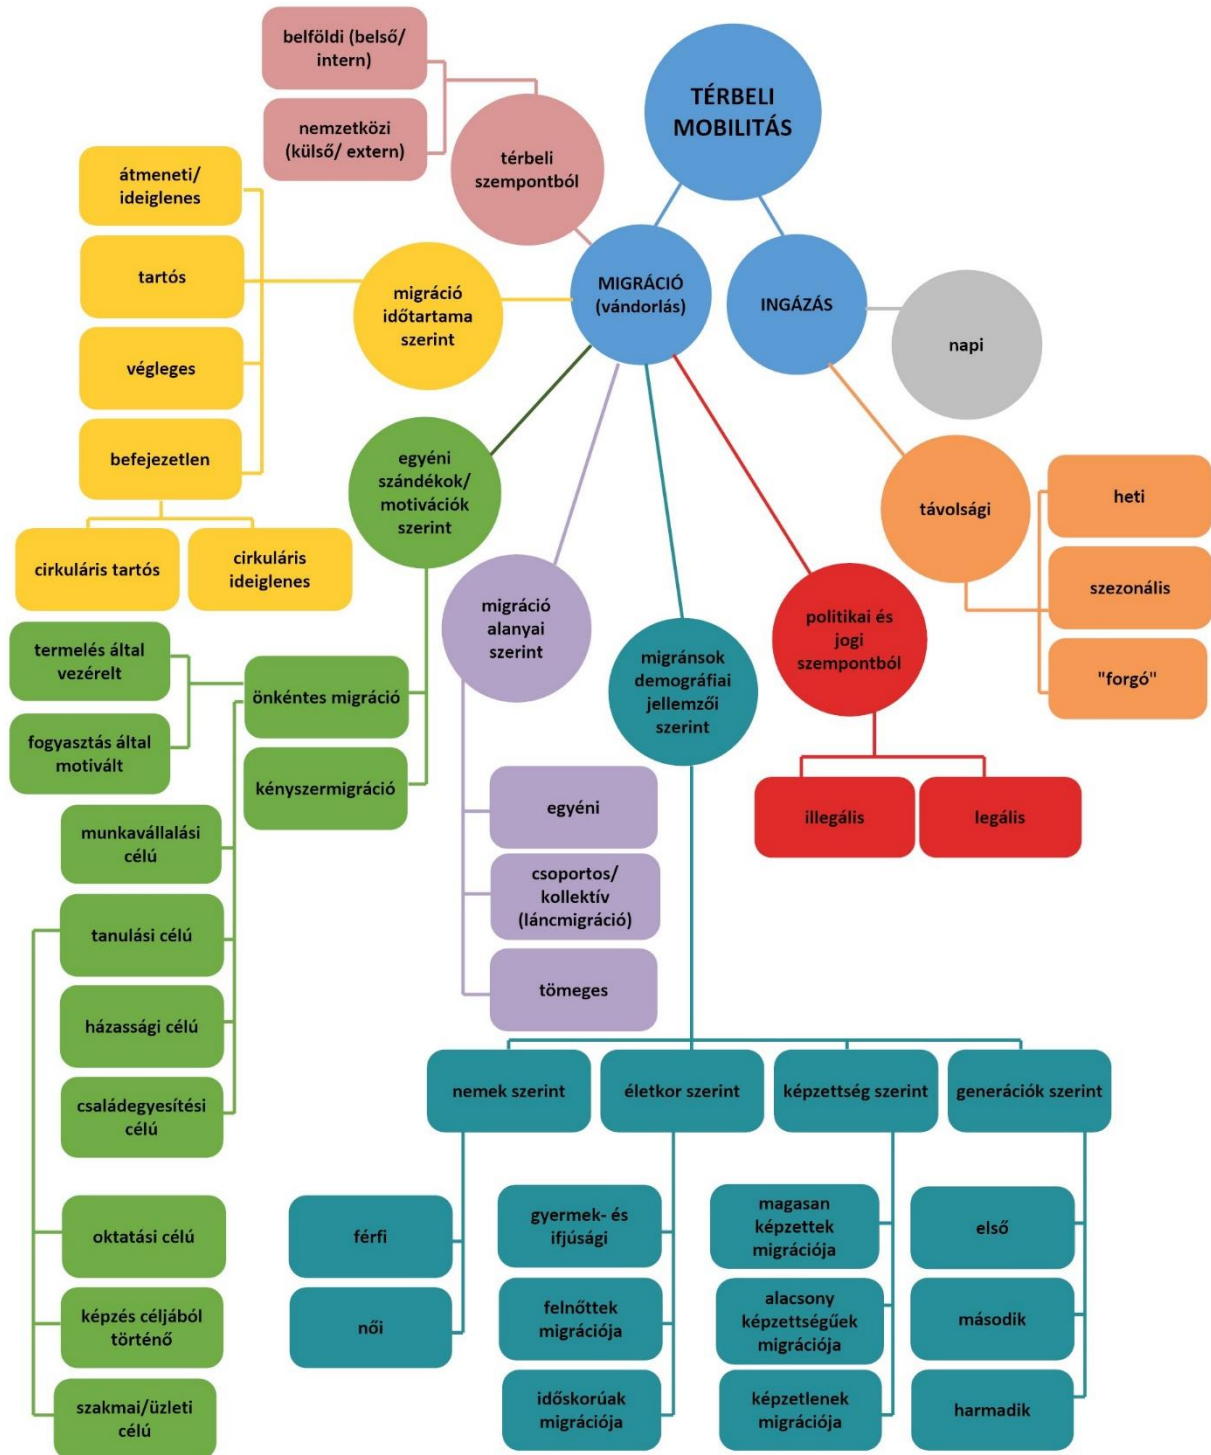 TÉRBELI
MOBILITÁS
MIGRÁCIÓ
(vándorlás)
INGÁZÁS
napi
távolsági
heti
szezonális
"forgó"
térbeli
szempontból
belföldi (belső/
intern)
nemzetközi
(külső/ extern)
migráció
időtartama
szerint
átmeneti/
ideiglenes
tartós
végleges
befejezetlen
cirkuláris tartós
cirkuláris
ideiglenes
egyéni
szándékok/
motivációk
szerint
önkéntes migráció
kényszermigráció
termelés által
vezérelt
fogyasztás által
motivált
munkavállalási
célú
tanulási célú
házassági célú
családegyesítési
célú
oktatási célú
képzés céljából
történő
szakmai/üzleti
célú
migráció
alanyai
szerint
egyéni
csoportos/
kollektív
(láncmigráció)
tömeges
migránsok
demográfiai
jellemzői
szerint
nemek szerint
férfi
női
életkor szerint
gyermek- és
ifjúsági
felnőttek
migrációja
időskorúak
migrációja
képzettség szerint
magasan
képzettek
migrációja
alacsony
képzettségűek
migrációja
képzetlenek
migrációja
generációk szerint
első
második
harmadik
politikai és
jogi
szempontból
illegális
legális